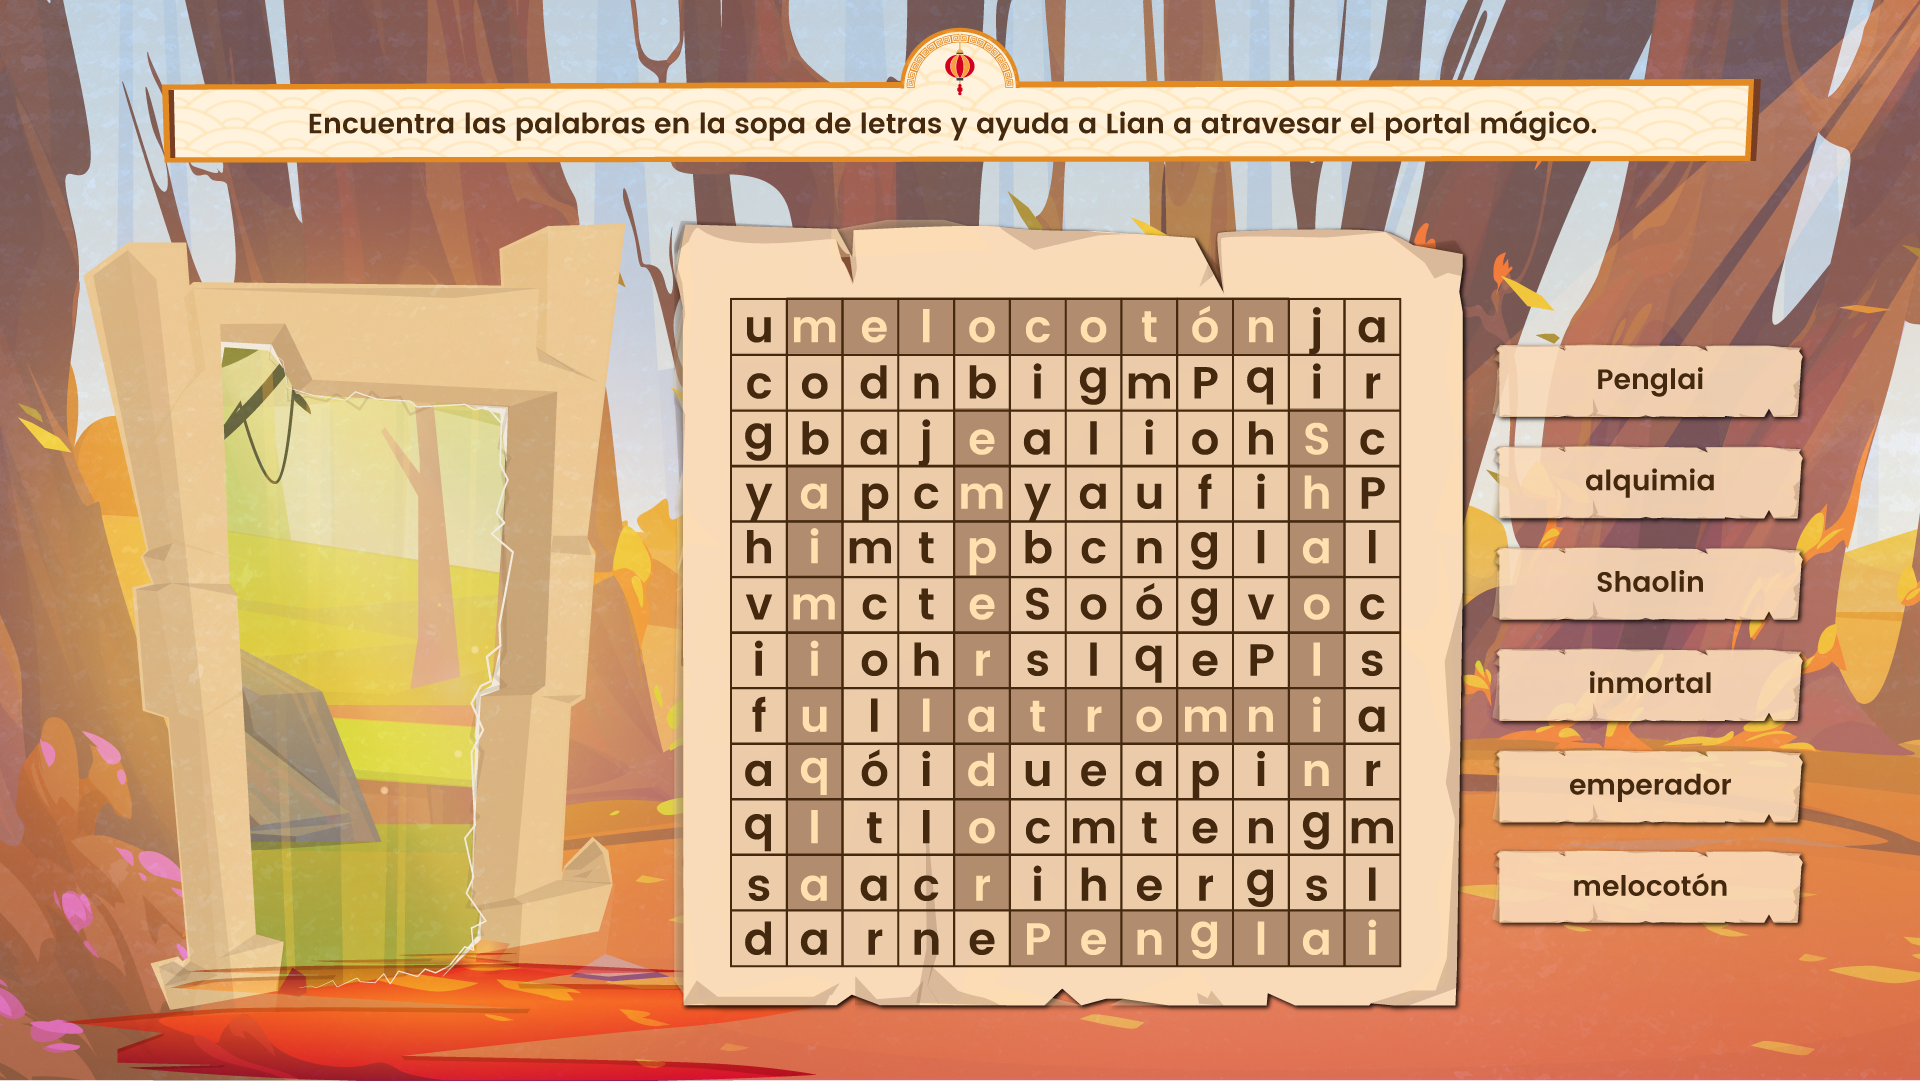 Encuentra las palabras en la sopa de letras y ayuda a Lian a atravesar el portal mágico.
u m e l o c o t ó n j a
c o d n b i g m P q i r
g b a j e a l i o h S c
y a p c m y a u f i h P
h i m t p b c n g l a l
v m c t e S o ó g v o c
i i o h r s l q e P l s
f u l l a t r o m n i a
a q ó i d u e a p i n r
q l t l o c m t e n g m
s a a c r i h e r g s l
d a r n e P e n g l a i
Penglai
alquimia
Shaolin
inmortal
emperador
melocotón